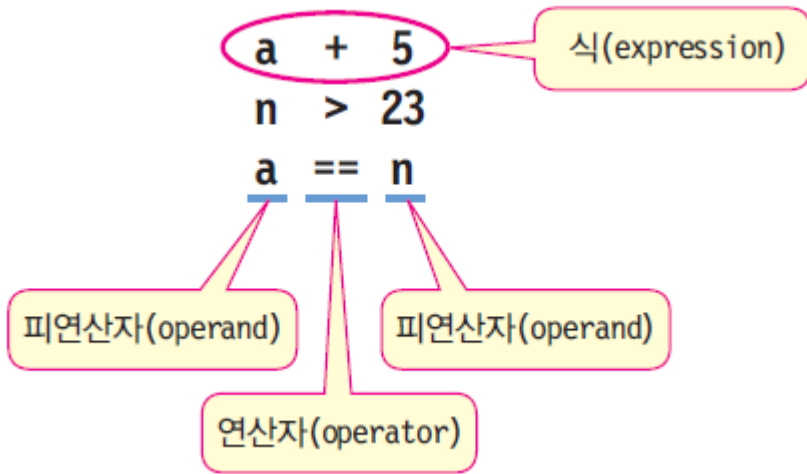 a + 5
식(expression)
n > 23
a == n
피연산자(operand)
피연산자(operand)
연산자(operator)